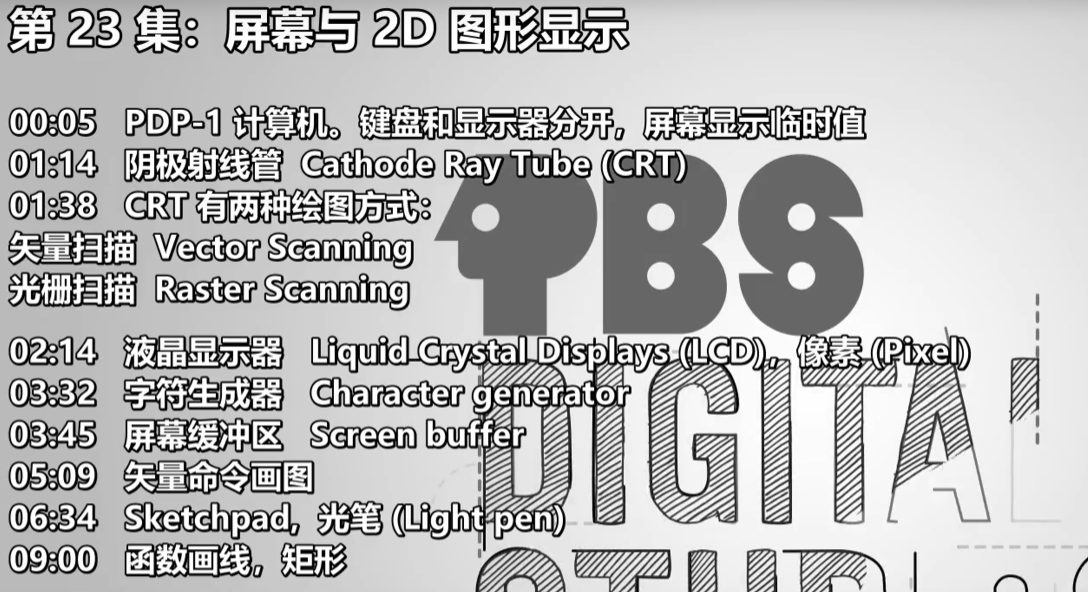 第 23 集：屏幕与 2D 图形显示
00:05 PDP-1 计算机。键盘和显示器分开，屏幕显示临时值
01:14 阴极射线管 Cathode Ray Tube (CRT)
01:38 CRT 有两种绘图方式：
矢量扫描 Vector Scanning
光栅扫描 Raster Scanning
PBS
02:14 液晶显示器 Liquid Crystal Displays (LCD)，像素 (Pixel)
03:32 字符生成器 Character generator
03:45 屏幕缓冲区 Screen buffer
05:09 矢量命令画图
06:34 Sketchpad，光笔 (Light pen)
09:00 函数画线，矩形
DIGITAL